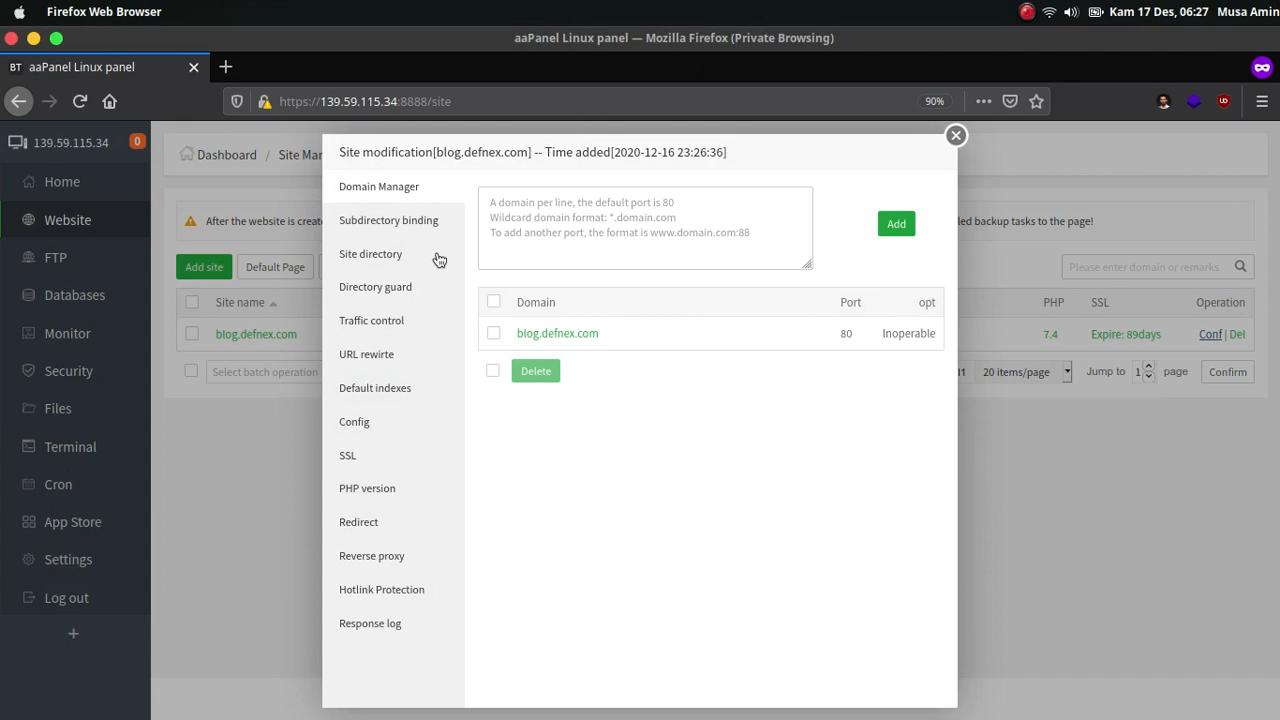 Firefox Web Browser
Kam 17 Des, 06:27 Musa Amin
aaPanel Linux panel — Mozilla Firefox (Private Browsing)
BT aaPanel Linux panel
https://139.59.115.34:8888/site
90%
139.59.115.34
0
Home
Website
FTP
Databases
Monitor
Security
Files
Terminal
Cron
App Store
Settings
Log out
Dashboard / Site Mar
After the website is create
led backup tasks to the page!
Add site
Default Page
Please enter domain or remarks
Site name
PHP
SSL
Operation
blog.defnex.com
7.4
Expire: 89days
Conf | Del
Select batch operation
20 items/page
Jump to
1
page
Confirm
Site modification[blog.defnex.com] -- Time added[2020-12-16 23:26:36]
Domain Manager
Subdirectory binding
Site directory
Directory guard
Traffic control
URL rewirte
Default indexes
Config
SSL
PHP version
Redirect
Reverse proxy
Hotlink Protection
Response log
A domain per line, the default port is 80
Wildcard domain format: *.domain.com
To add another port, the format is www.domain.com:88
Add
Domain
Port
opt
blog.defnex.com
80
Inoperable
Delete